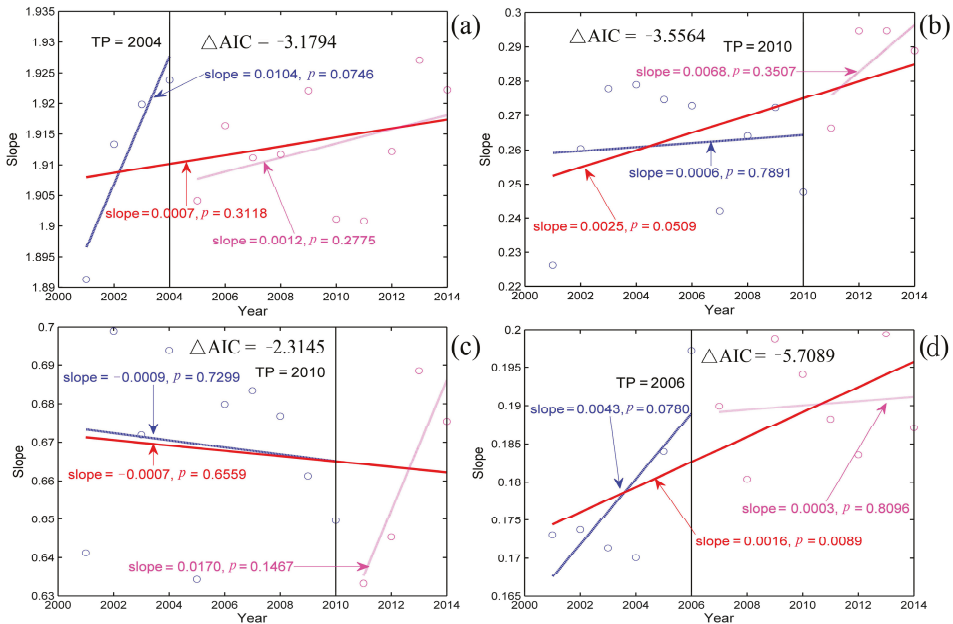 (a)
1.935
1.93
1.925
1.92
1.915
1.91
1.905
1.9
1.895
1.89
Slope
TP = 2004
△AIC − -3.1794
slope = 0.0104, p = 0.0746
slope=0.0007, p = 0.3118
slope=0.0012, p = 0.2775
2000 2002 2004 2006 2008 2010 2012 2014
Year
(b)
0.3
0.29
0.28
0.27
0.26
0.25
0.24
0.23
0.22
Slope
△AIC = -3.5564
TP = 2010
slope=0.0068, p = 0.3507
slope=0.0006, p = 0.7891
slope=0.0025, p = 0.0509
2000 2002 2004 2006 2008 2010 2012 2014
Year
(c)
0.7
0.69
0.68
0.67
0.66
0.65
0.64
0.63
Slope
△AIC = -2.3145
TP = 2010
slope= -0.0009, p = 0.7299
slope= -0.0007, p = 0.6559
slope=0.0170, p = 0.1467
2000 2002 2004 2006 2008 2010 2012 2014
Year
(d)
0.2
0.195
0.19
0.185
0.18
0.175
0.17
0.165
Slope
△AIC = -5.7089
TP = 2006
slope=0.0043, p = 0.0780
slope=0.0003, p = 0.8096
slope=0.0016, p = 0.0089
2000 2002 2004 2006 2008 2010 2012 2014
Year